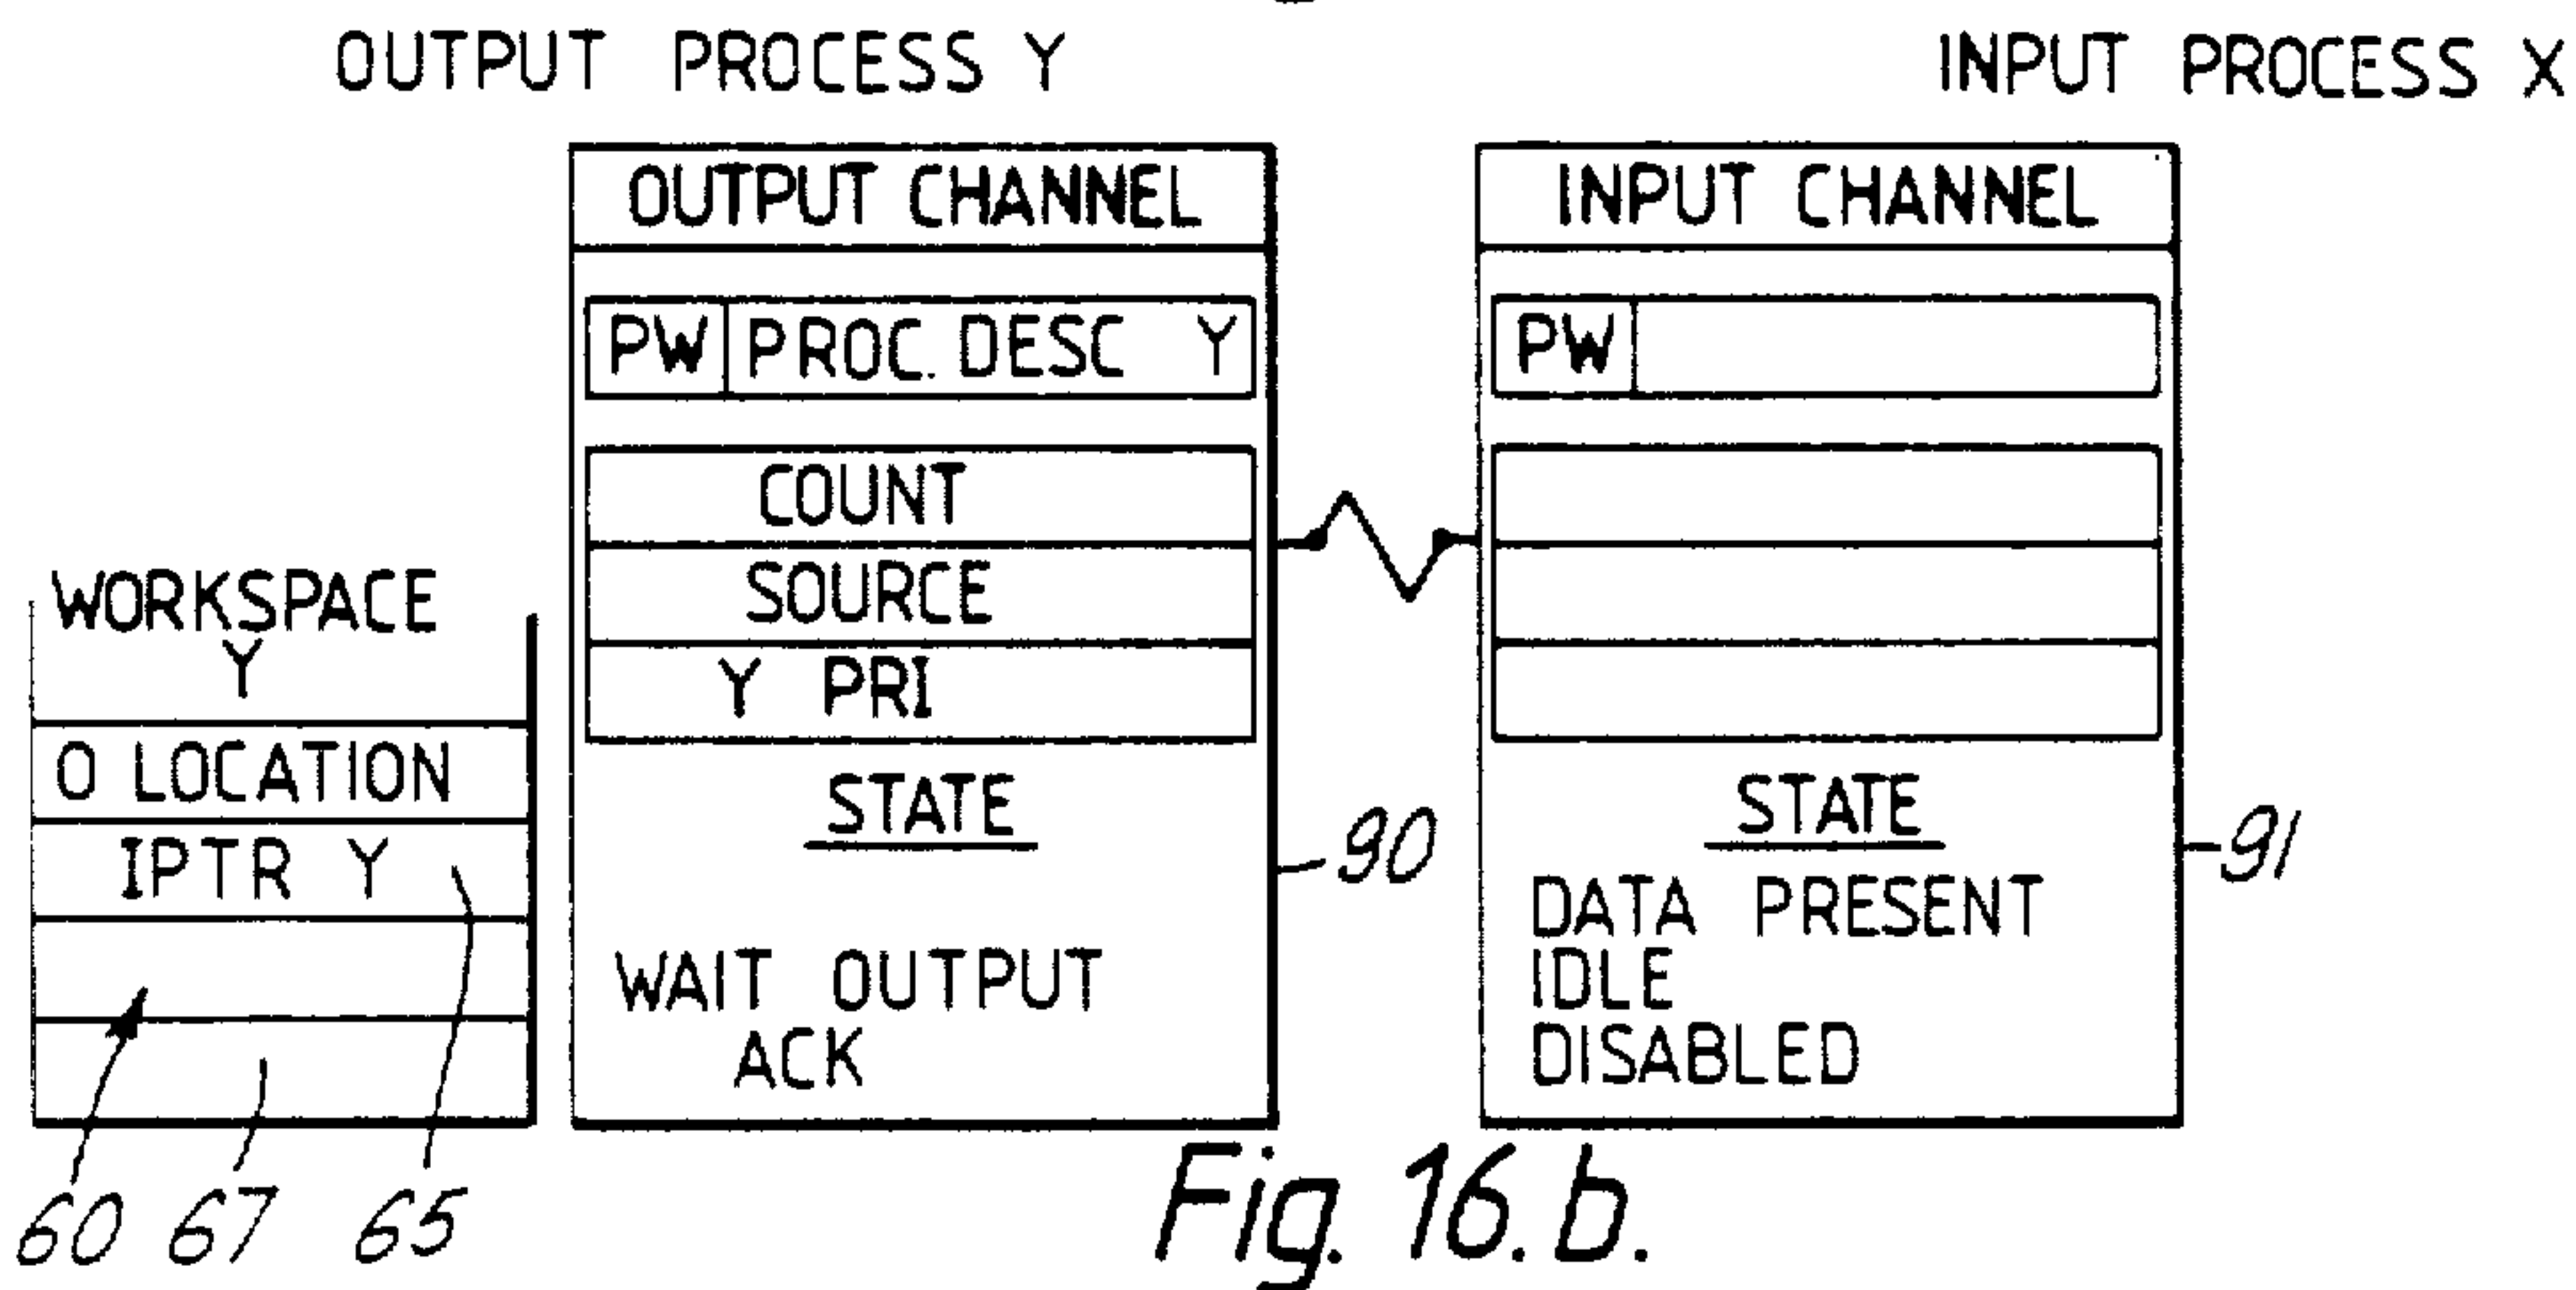 OUTPUT PROCESS Y
INPUT PROCESS X
OUTPUT CHANNEL
PW PROC. DESC Y
COUNT
SOURCE
Y PRI
STATE
WAIT OUTPUT
ACK
90
INPUT CHANNEL
PW
STATE
DATA PRESENT
IDLE
DISABLED
91
WORKSPACE
Y
O LOCATION
IPTR Y
60 67 65
Fig. 16.b.